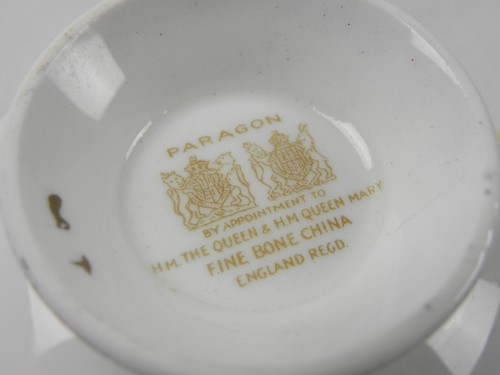 PARAGON
BY APPOINTMENT TO
H.M. THE QUEEN & H.M. QUEEN MARY
FINE BONE CHINA
ENGLAND REGD.